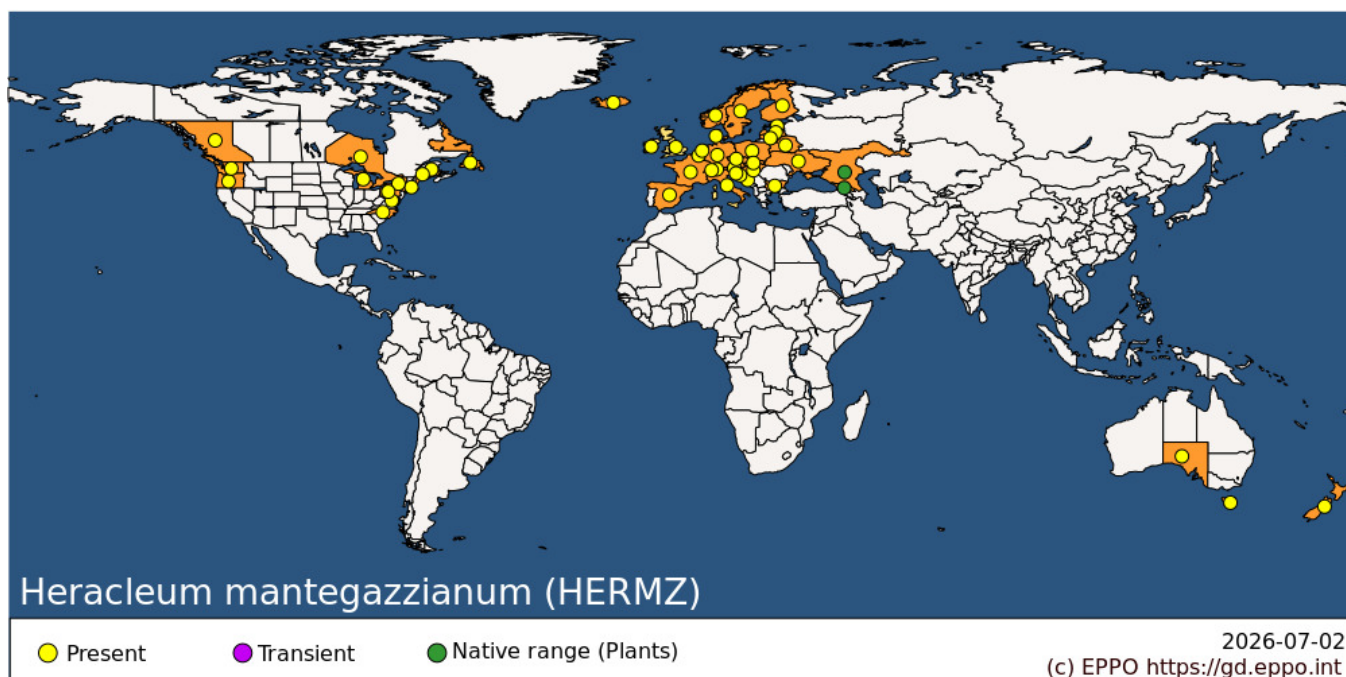 Heracleum mantegazzianum (HERMZ)
Present
Transient
Native range (Plants)
2026-07-02
(c) EPPO https://gd.eppo.int